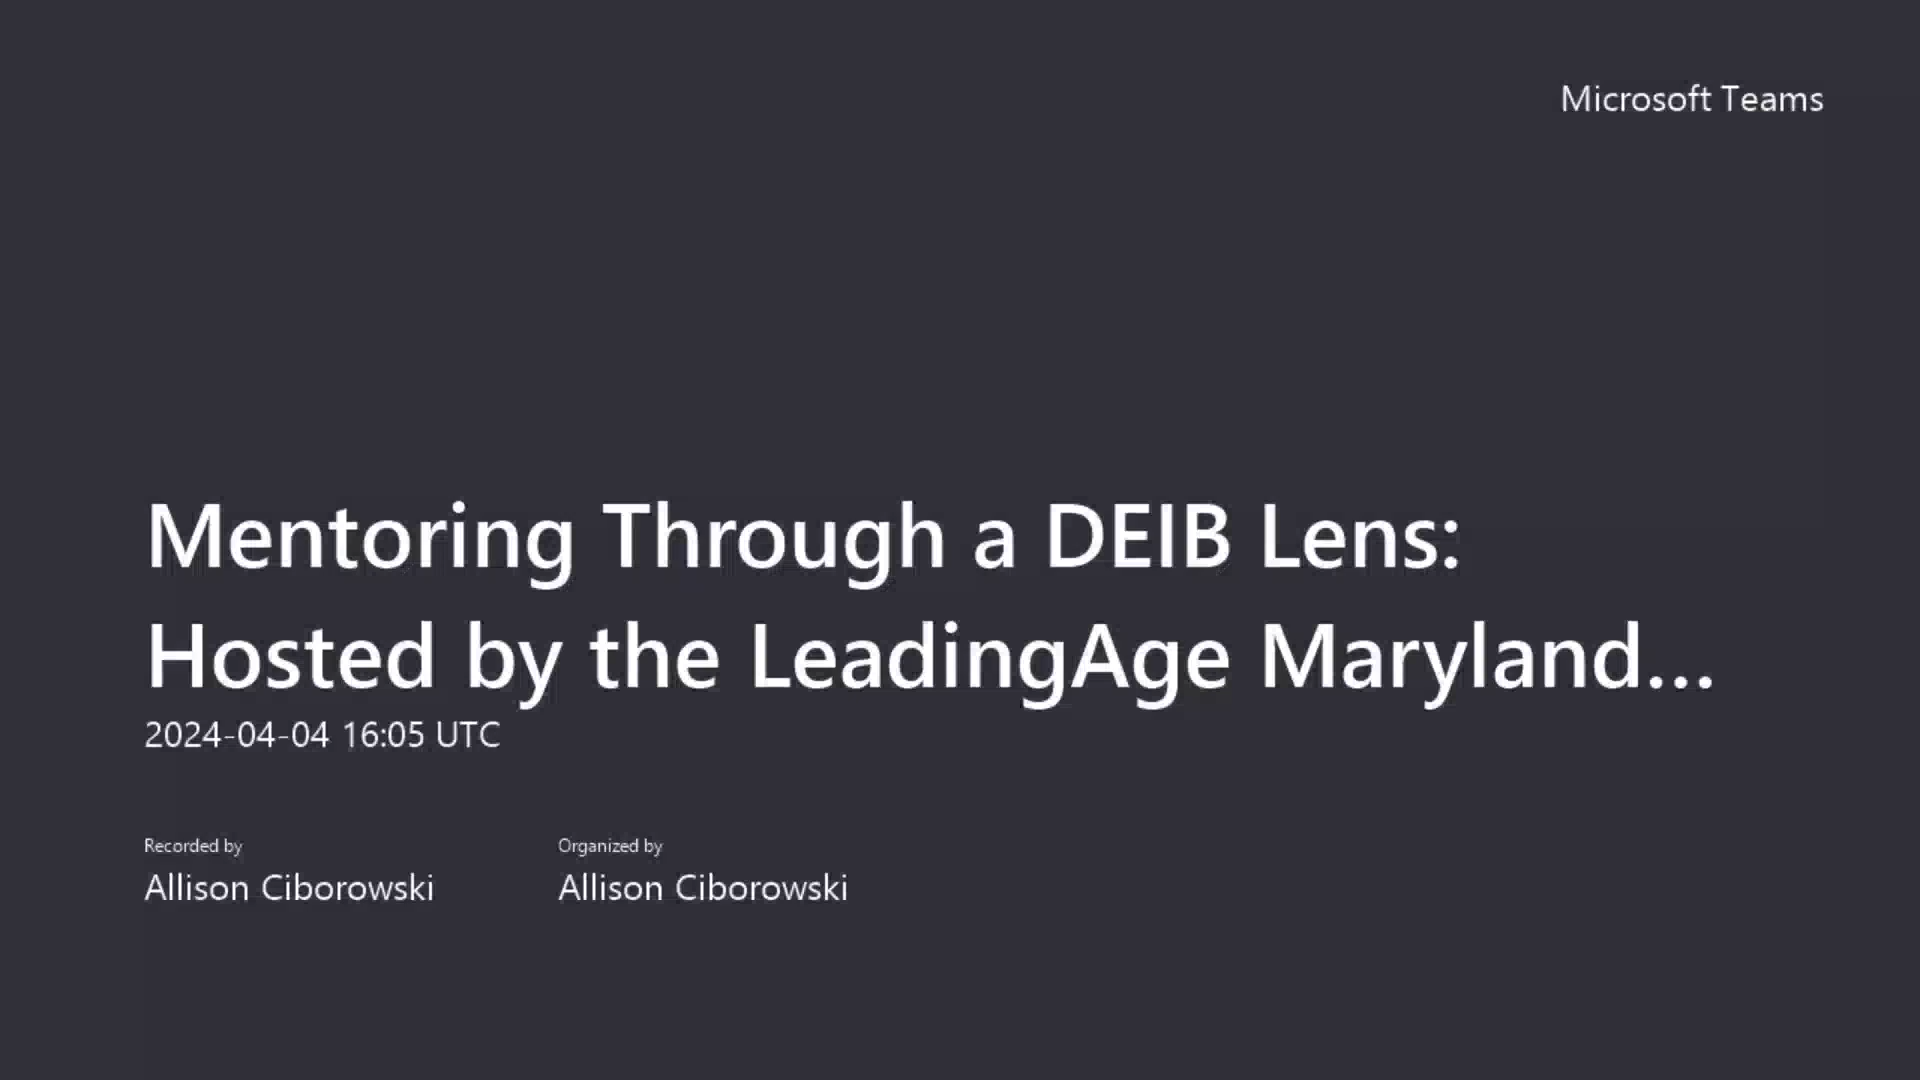 Microsoft Teams
Mentoring Through a DEIB Lens:
Hosted by the LeadingAge Maryland...
2024-04-04 16:05 UTC
Recorded by
Allison Ciborowski
Organized by
Allison Ciborowski